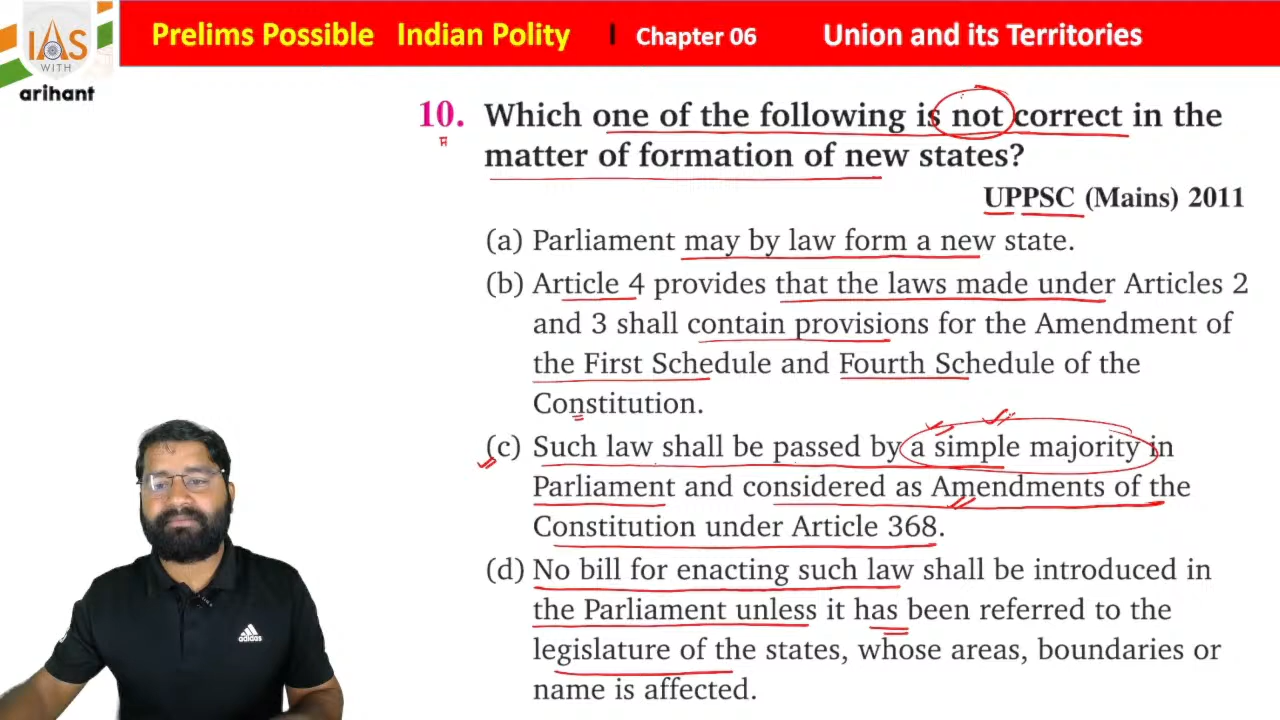 IAS
WITH
arihant
Prelims Possible Indian Polity | Chapter 06 Union and its Territories
10. Which one of the following is not correct in the
matter of formation of new states?
UPPSC (Mains) 2011
(a) Parliament may by law form a new state.
(b) Article 4 provides that the laws made under Articles 2
and 3 shall contain provisions for the Amendment of
the First Schedule and Fourth Schedule of the
Constitution.
(c) Such law shall be passed by a simple majority in
Parliament and considered as Amendments of the
Constitution under Article 368.
(d) No bill for enacting such law shall be introduced in
the Parliament unless it has been referred to the
legislature of the states, whose areas, boundaries or
name is affected.
adidas